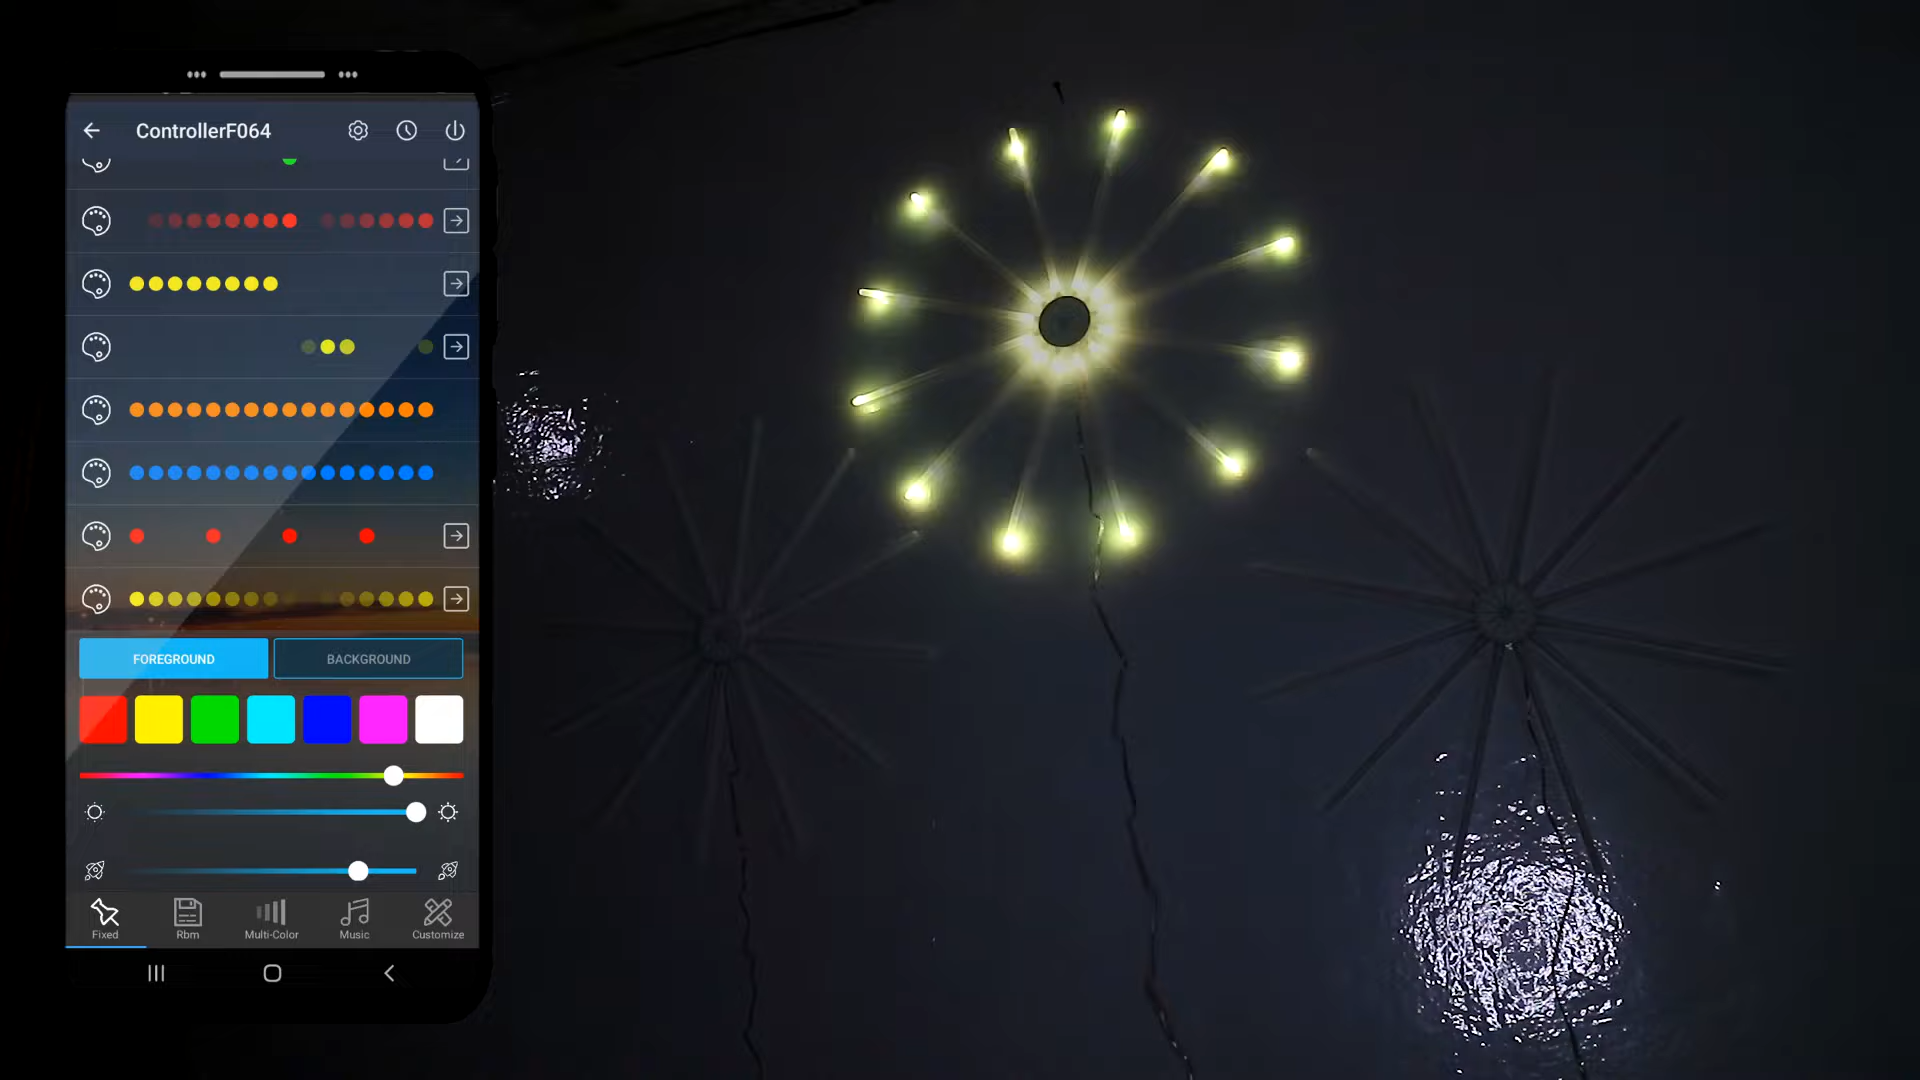 ControllerF064
FOREGROUND
BACKGROUND
Fixed
Rbm
Multi-Color
Music
Customize